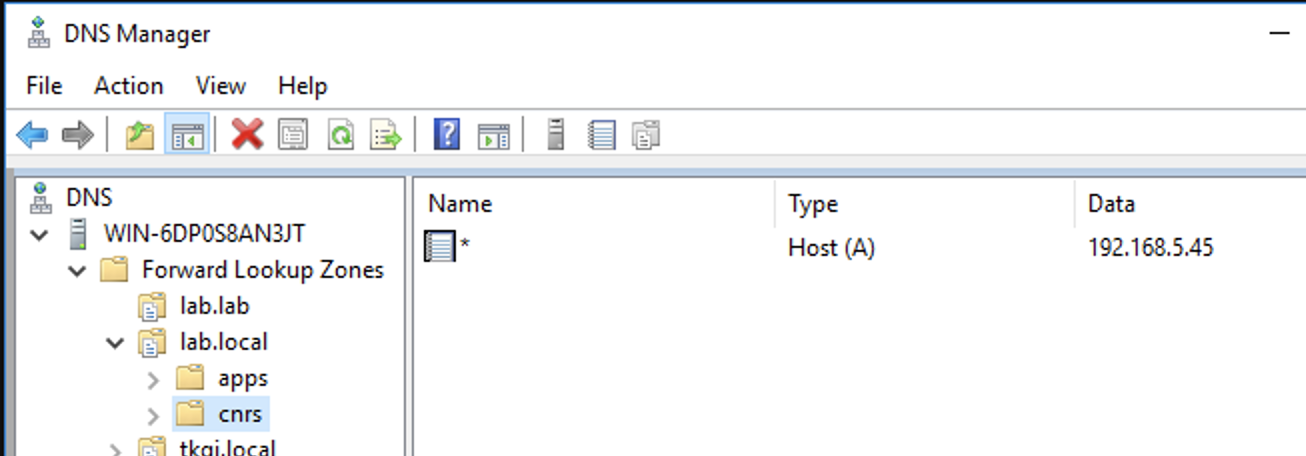 DNS Manager
File Action View Help
DNS
WIN-6DP0S8AN3JT
Forward Lookup Zones
lab.lab
lab.local
apps
cnrs
tkgi.local
Name Type Data
* Host (A) 192.168.5.45